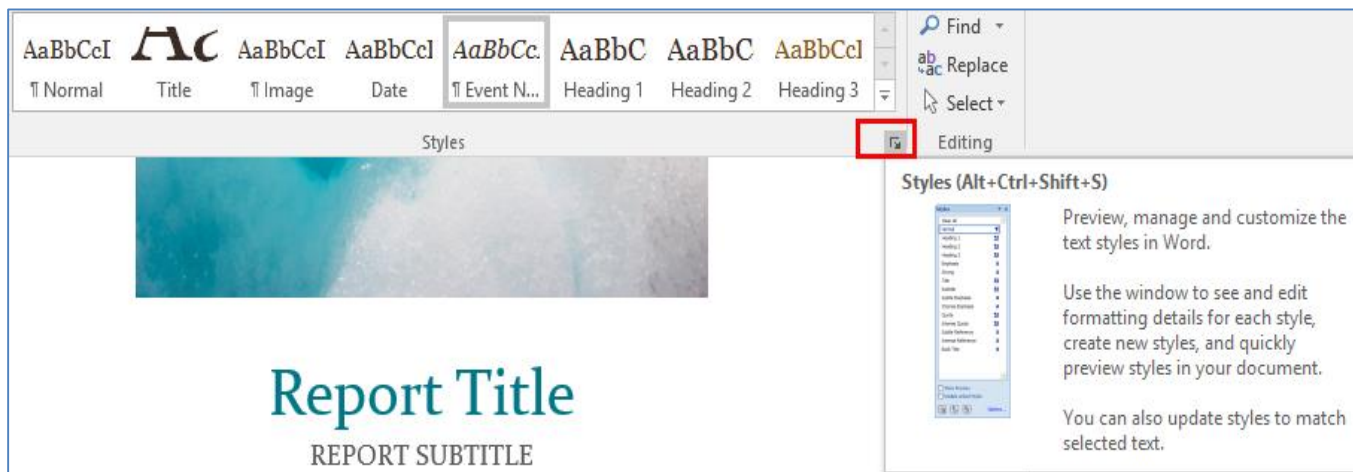 AaBbCcI Ac AaBbCcI AaBbCcl AaBbCc. AaBbC AaBbC AaBbCcl
¶ Normal Title ¶ Image Date ¶ Event N... Heading 1 Heading 2 Heading 3
Find
Replace
Select
Styles
Editing
Styles (Alt+Ctrl+Shift+S)
Preview, manage and customize the
text styles in Word.
Use the window to see and edit
formatting details for each style,
create new styles, and quickly
preview styles in your document.
You can also update styles to match
selected text.
Report Title
REPORT SUBTITLE